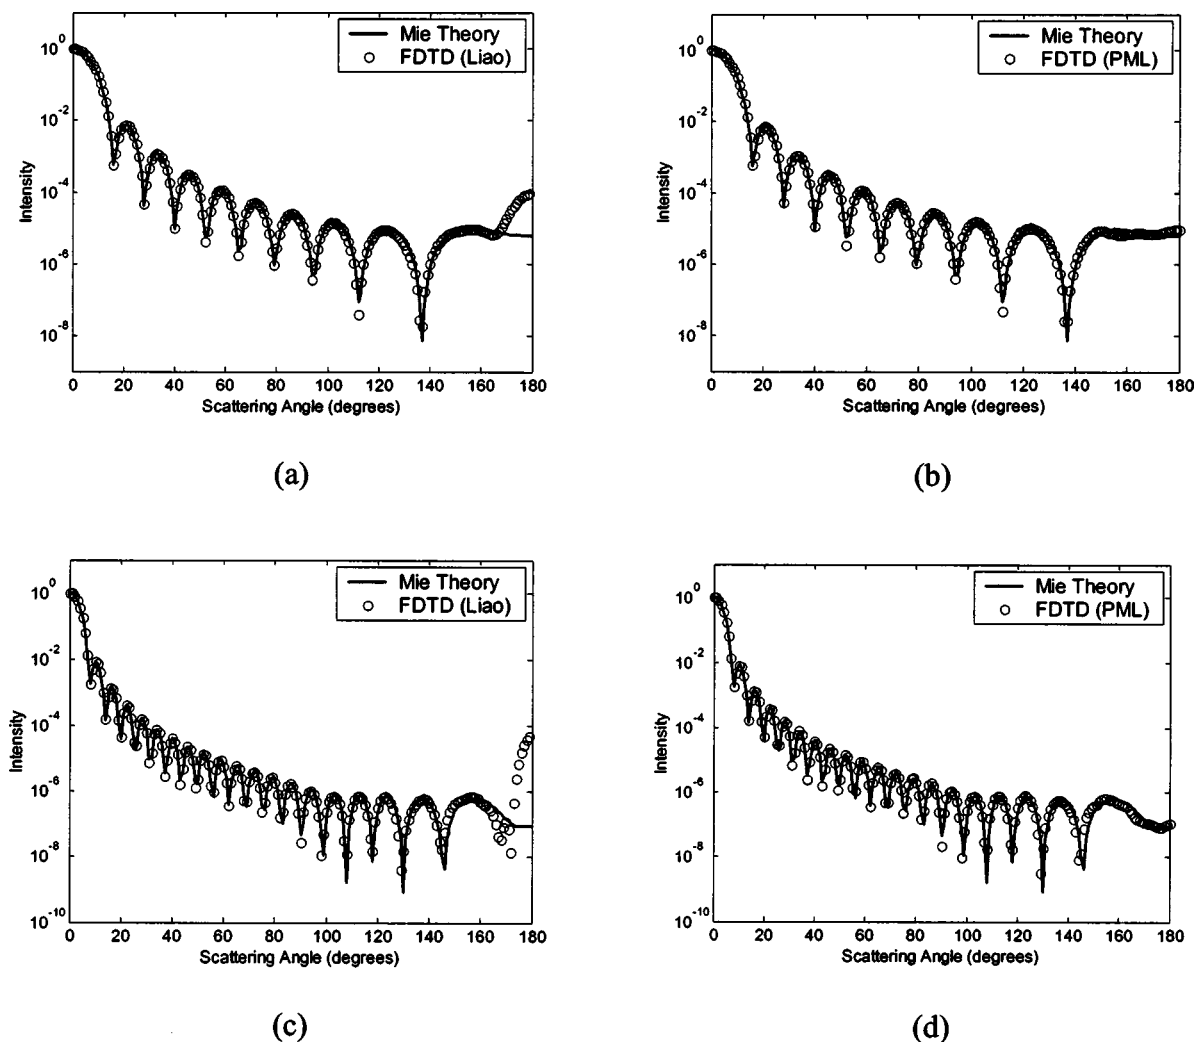 Mie Theory
FDTD (Liao)
10^0
10^-2
10^-4
10^-6
10^-8
Intensity
0 20 40 60 80 100 120 140 160 180
Scattering Angle (degrees)
(a)
Mie Theory
FDTD (PML)
10^0
10^-2
10^-4
10^-6
10^-8
Intensity
0 20 40 60 80 100 120 140 160 180
Scattering Angle (degrees)
(b)
Mie Theory
FDTD (Liao)
10^0
10^-2
10^-4
10^-6
10^-8
10^-10
Intensity
0 20 40 60 80 100 120 140 160 180
Scattering Angle (degrees)
(c)
Mie Theory
FDTD (PML)
10^0
10^-2
10^-4
10^-6
10^-8
10^-10
Intensity
0 20 40 60 80 100 120 140 160 180
Scattering Angle (degrees)
(d)